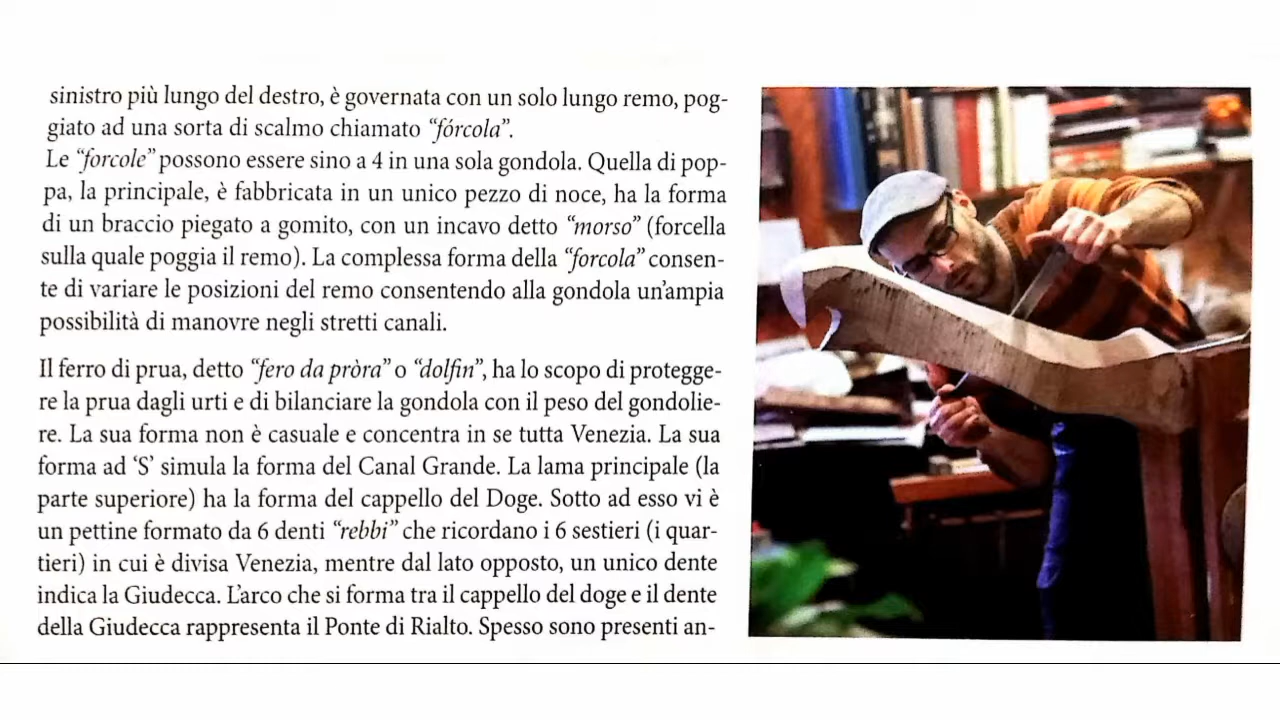 sinistro più lungo del destro, è governata con un solo lungo remo, pog-
giato ad una sorta di scalmo chiamato “fórcola”.
Le “forcole” possono essere sino a 4 in una sola gondola. Quella di pop-
pa, la principale, è fabbricata in un unico pezzo di noce, ha la forma
di un braccio piegato a gomito, con un incavo detto “morso” (forcella
sulla quale poggia il remo). La complessa forma della “forcola” consen-
te di variare le posizioni del remo consentendo alla gondola un’ampia
possibilità di manovre negli stretti canali.
Il ferro di prua, detto “fero da pròra” o “dolfin”, ha lo scopo di protegge-
re la prua dagli urti e di bilanciare la gondola con il peso del gondolie-
re. La sua forma non è casuale e concentra in se tutta Venezia. La sua
forma ad ‘S’ simula la forma del Canal Grande. La lama principale (la
parte superiore) ha la forma del cappello del Doge. Sotto ad esso vi è
un pettine formato da 6 denti “rebbi” che ricordano i 6 sestieri (i quar-
tieri) in cui è divisa Venezia, mentre dal lato opposto, un unico dente
indica la Giudecca. L’arco che si forma tra il cappello del doge e il dente
della Giudecca rappresenta il Ponte di Rialto. Spesso sono presenti an-